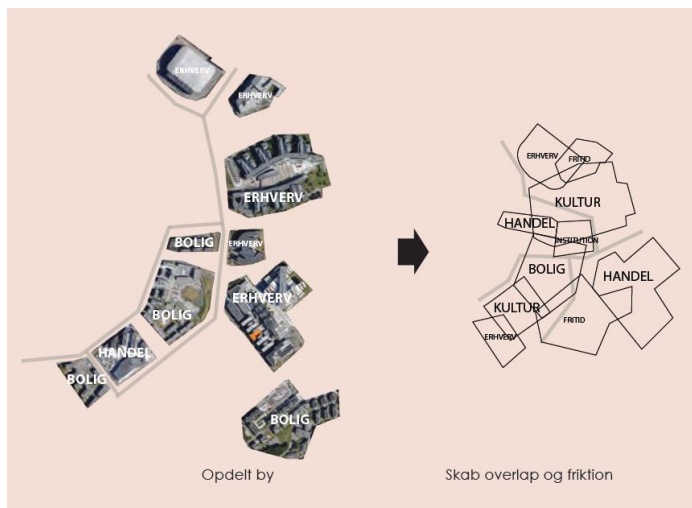 ERHVERV
ERHVERV
ERHVERV
BOLIG
ERHVERV
ERHVERV
BOLIG
HANDEL
BOLIG
BOLIG
Opdelt by
ERHVERV
FRITID
KULTUR
HANDEL
INSTITUTION
BOLIG
HANDEL
KULTUR
FRITID
ERHVERV
Skab overlap og friktion